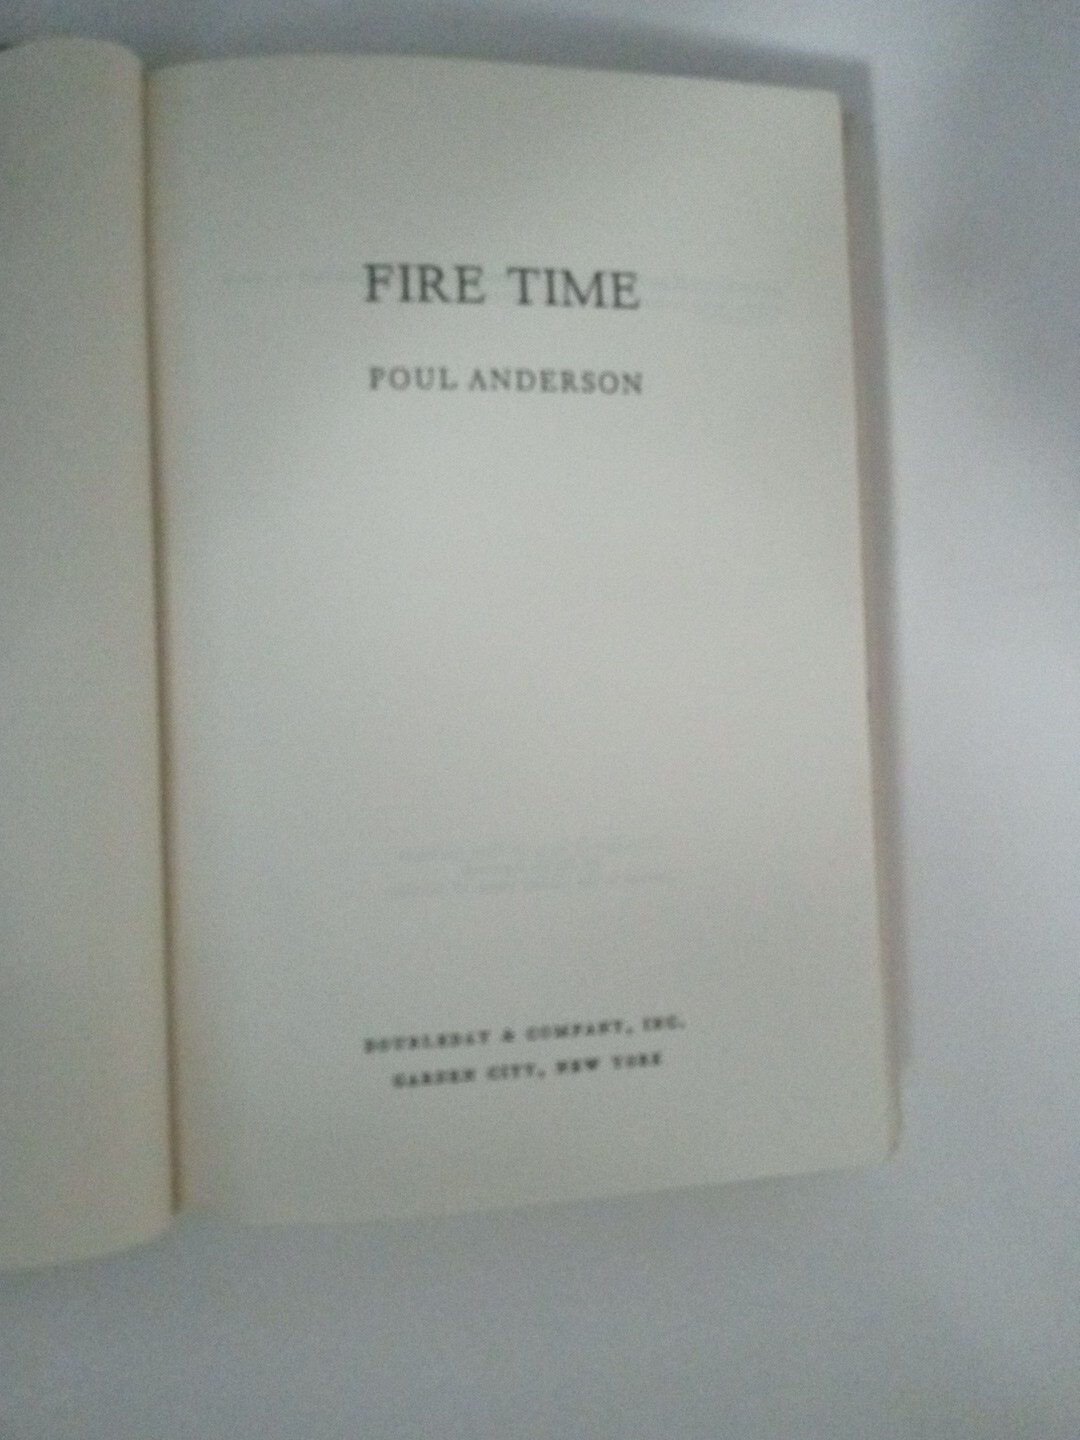 FIRE TIME
POUL ANDERSON
DOUBLEDAY & COMPANY, INC.
GARDEN CITY, NEW YORK